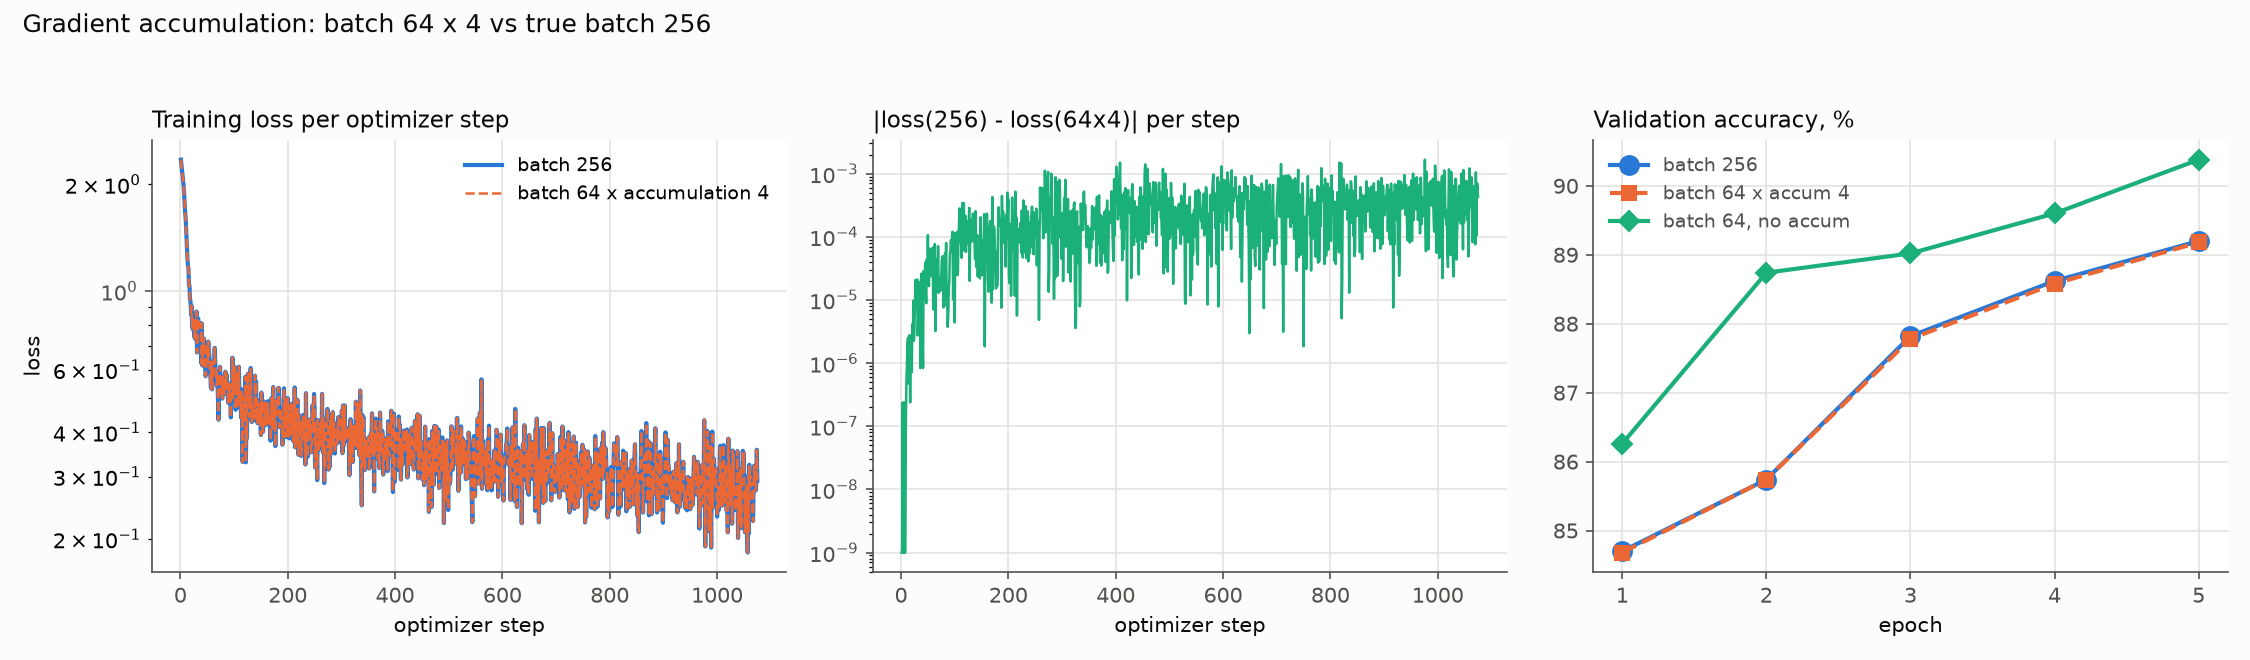 Gradient accumulation: batch 64 x 4 vs true batch 256
Training loss per optimizer step
batch 256
batch 64 x accumulation 4
loss
2 × 10⁰
10⁰
6 × 10⁻¹
4 × 10⁻¹
3 × 10⁻¹
2 × 10⁻¹
0 200 400 600 800 1000
optimizer step
|loss(256) - loss(64x4)| per step
10⁻³
10⁻⁴
10⁻⁵
10⁻⁶
10⁻⁷
10⁻⁸
10⁻⁹
0 200 400 600 800 1000
optimizer step
Validation accuracy, %
batch 256
batch 64 x accum 4
batch 64, no accum
90
89
88
87
86
85
1 2 3 4 5
epoch